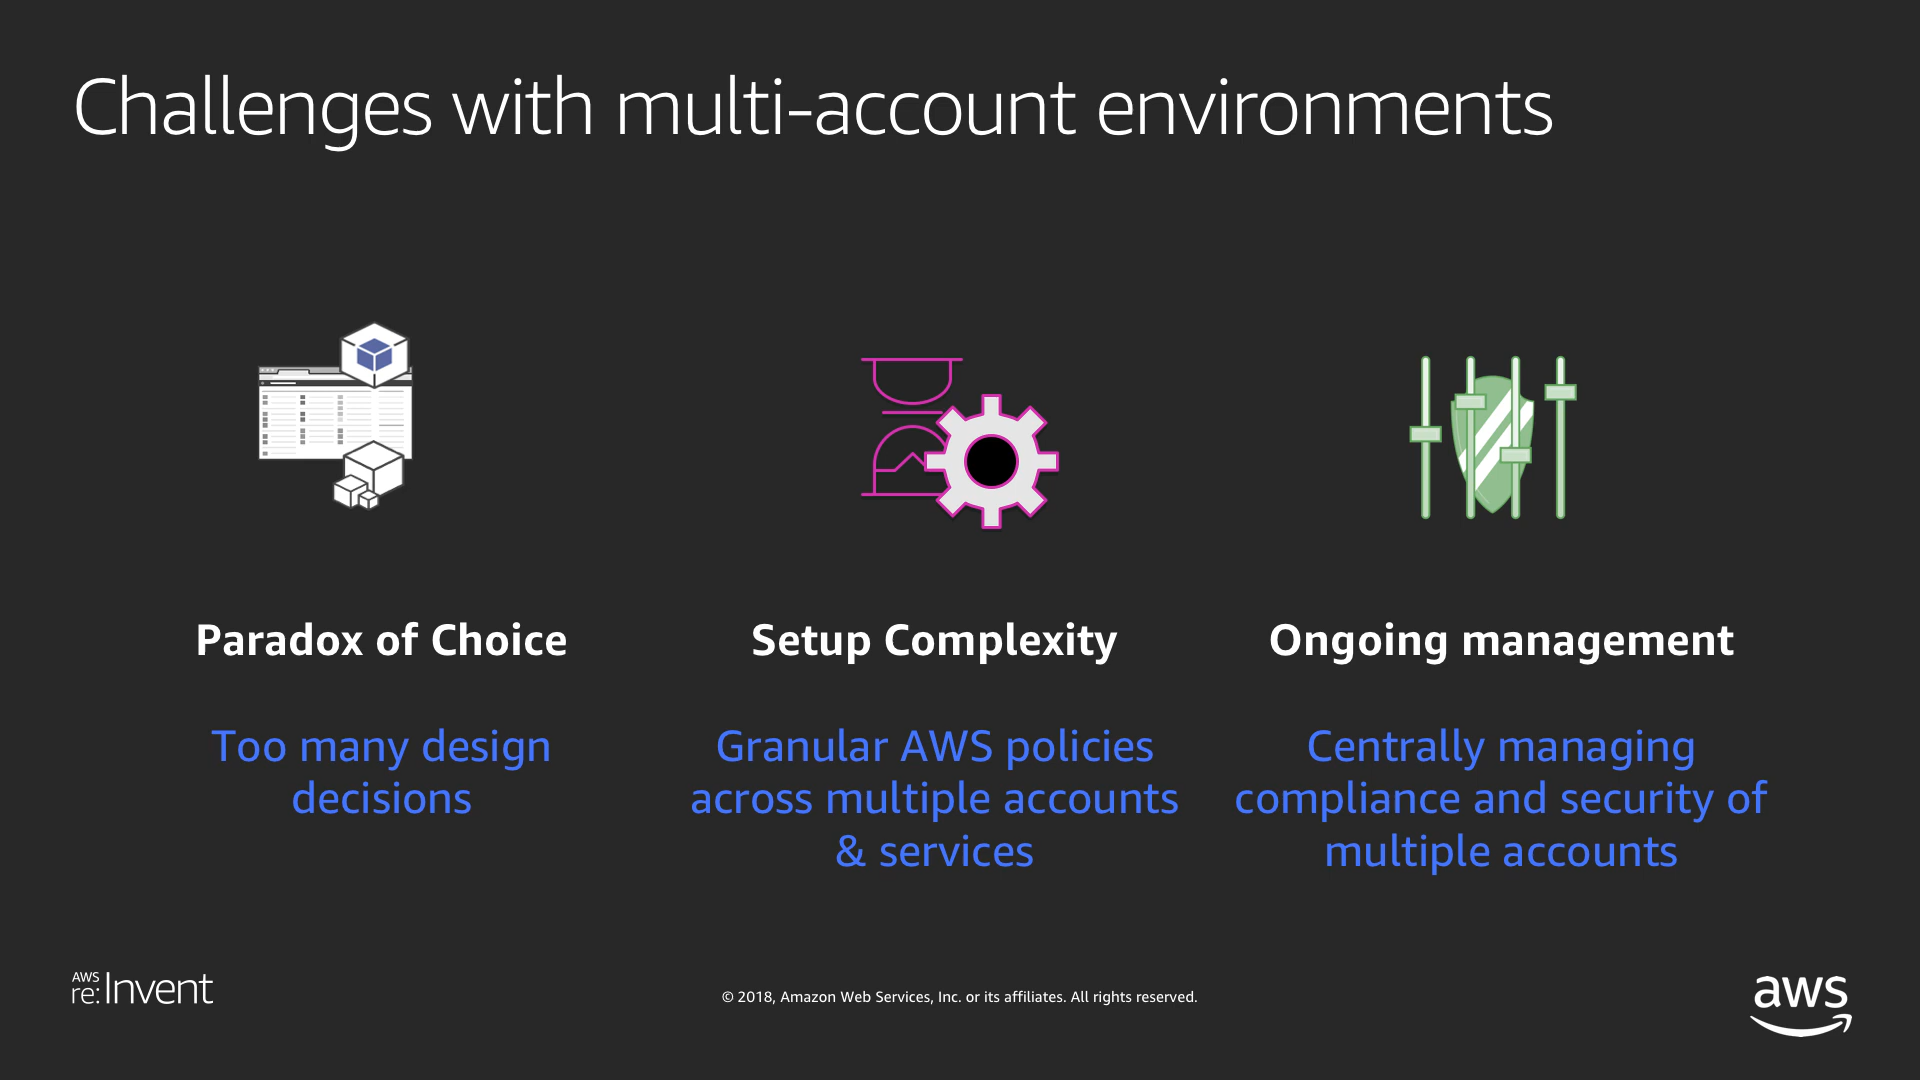 Challenges with multi-account environments
Paradox of Choice
Too many design
decisions
Setup Complexity
Granular AWS policies
across multiple accounts
& services
Ongoing management
Centrally managing
compliance and security of
multiple accounts
AWS
re:Invent
© 2018, Amazon Web Services, Inc. or its affiliates. All rights reserved.
aws